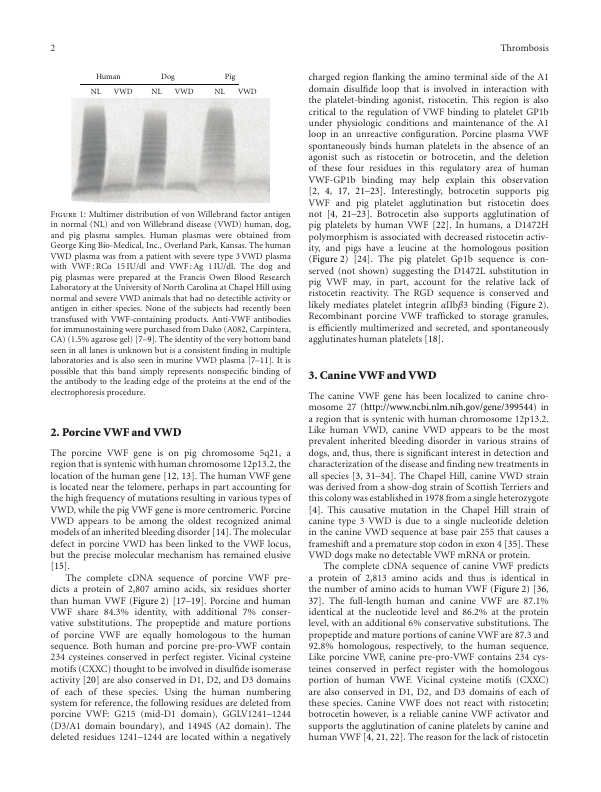 2
Thrombosis
Human
Dog
Pig
NL
VWD
NL
VWD
NL
VWD
Figure 1: Multimer distribution of von Willebrand factor antigen
in normal (NL) and von Willebrand disease (VWD) human, dog,
and pig plasma samples. Human plasmas were obtained from
George King Bio-Medical, Inc., Overland Park, Kansas. The human
VWD plasma was from a patient with severe type 3 VWD plasma
with VWF : RCo 15 IU/dl and VWF : Ag 1 IU/dl. The dog and
pig plasmas were prepared at the Francis Owen Blood Research
Laboratory at the University of North Carolina at Chapel Hill using
normal and severe VWD animals that had no detectible activity or
antigen in either species. None of the subjects had recently been
transfused with VWF-containing products. Anti-VWF antibodies
for immunostaining were purchased from Dako (A082, Carpintera,
CA) (1.5% agarose gel) [7–9]. The identity of the very bottom band
seen in all lanes is unknown but is a consistent finding in multiple
laboratories and is also seen in murine VWD plasma [7–11]. It is
possible that this band simply represents nonspecific binding of
the antibody to the leading edge of the proteins at the end of the
electrophoresis procedure.
2. Porcine VWF and VWD
The porcine VWF gene is on pig chromosome 5q21, a
region that is syntenic with human chromosome 12p13.2, the
location of the human gene [12, 13]. The human VWF gene
is located near the telomere, perhaps in part accounting for
the high frequency of mutations resulting in various types of
VWD, while the pig VWF gene is more centromeric. Porcine
VWD appears to be among the oldest recognized animal
models of an inherited bleeding disorder [14]. The molecular
defect in porcine VWD has been linked to the VWF locus,
but the precise molecular mechanism has remained elusive
[15].
The complete cDNA sequence of porcine VWF pre-
dicts a protein of 2,807 amino acids, six residues shorter
than human VWF (Figure 2) [17–19]. Porcine and human
VWF share 84.3% identity, with additional 7% conser-
vative substitutions. The propeptide and mature portions
of porcine VWF are equally homologous to the human
sequence. Both human and porcine pre-pro-VWF contain
234 cysteines conserved in perfect register. Vicinal cysteine
motifs (CXXC) thought to be involved in disulfide isomerase
activity [20] are also conserved in D1, D2, and D3 domains
of each of these species. Using the human numbering
system for reference, the following residues are deleted from
porcine VWF: G215 (mid-D1 domain), GGLV1241–1244
(D3/A1 domain boundary), and 1494S (A2 domain). The
deleted residues 1241–1244 are located within a negatively
charged region flanking the amino terminal side of the A1
domain disulfide loop that is involved in interaction with
the platelet-binding agonist, ristocetin. This region is also
critical to the regulation of VWF binding to platelet GP1b
under physiologic conditions and maintenance of the A1
loop in an unreactive configuration. Porcine plasma VWF
spontaneously binds human platelets in the absence of an
agonist such as ristocetin or botrocetin, and the deletion
of these four residues in this regulatory area of human
VWF-GP1b binding may help explain this observation
[2, 4, 17, 21–23]. Interestingly, botrocetin supports pig
VWF and pig platelet agglutination but ristocetin does
not [4, 21–23]. Botrocetin also supports agglutination of
pig platelets by human VWF [22]. In humans, a D1472H
polymorphism is associated with decreased ristocetin activ-
ity, and pigs have a leucine at the homologous position
(Figure 2) [24]. The pig platelet Gp1b sequence is con-
served (not shown) suggesting the D1472L substitution in
pig VWF may, in part, account for the relative lack of
ristocetin reactivity. The RGD sequence is conserved and
likely mediates platelet integrin αIIbβ3 binding (Figure 2).
Recombinant porcine VWF trafficked to storage granules,
is efficiently multimerized and secreted, and spontaneously
agglutinates human platelets [18].
3. Canine VWF and VWD
The canine VWF gene has been localized to canine chro-
mosome 27 (http://www.ncbi.nlm.nih.gov/gene/399544) in
a region that is syntenic with human chromosome 12p13.2.
Like human VWD, canine VWD appears to be the most
prevalent inherited bleeding disorder in various strains of
dogs, and, thus, there is significant interest in detection and
characterization of the disease and finding new treatments in
all species [3, 31–34]. The Chapel Hill, canine VWD strain
was derived from a show-dog strain of Scottish Terriers and
this colony was established in 1978 from a single heterozygote
[4]. This causative mutation in the Chapel Hill strain of
canine type 3 VWD is due to a single nucleotide deletion
in the canine VWD sequence at base pair 255 that causes a
frameshift and a premature stop codon in exon 4 [35]. These
VWD dogs make no detectable VWF mRNA or protein.
The complete cDNA sequence of canine VWF predicts
a protein of 2,813 amino acids and thus is identical in
the number of amino acids to human VWF (Figure 2) [36,
37]. The full-length human and canine VWF are 87.1%
identical at the nucleotide level and 86.2% at the protein
level, with an additional 6% conservative substitutions. The
propeptide and mature portions of canine VWF are 87.3 and
92.8% homologous, respectively, to the human sequence.
Like porcine VWF, canine pre-pro-VWF contains 234 cys-
teines conserved in perfect register with the homologous
portion of human VWF. Vicinal cysteine motifs (CXXC)
are also conserved in D1, D2, and D3 domains of each of
these species. Canine VWF does not react with ristocetin;
botrocetin however, is a reliable canine VWF activator and
supports the agglutination of canine platelets by canine and
human VWF [4, 21, 22]. The reason for the lack of ristocetin